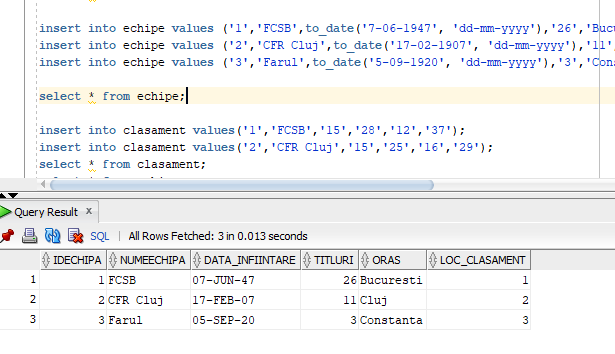 insert into echipe values ('1','FCSB',to_date('7-06-1947', 'dd-mm-yyyy'),'26','Bucu
insert into echipe values ('2','CFR Cluj',to_date('17-02-1907', 'dd-mm-yyyy'),'11',
insert into echipe values ('3','Farul',to_date('5-09-1920', 'dd-mm-yyyy'),'3','Cons
select * from echipe;
insert into clasament values('1','FCSB','15','28','12','37');
insert into clasament values('2','CFR Cluj','15','25','16','29');
select * from clasament;
Query Result x
SQL | All Rows Fetched: 3 in 0.013 seconds
IDECHIPA NUMEECHIPA DATA_INFIINTARE TITLURI ORAS LOC_CLASAMENT
1 1 FCSB 07-JUN-47 26 Bucuresti 1
2 2 CFR Cluj 17-FEB-07 11 Cluj 2
3 3 Farul 05-SEP-20 3 Constanta 3